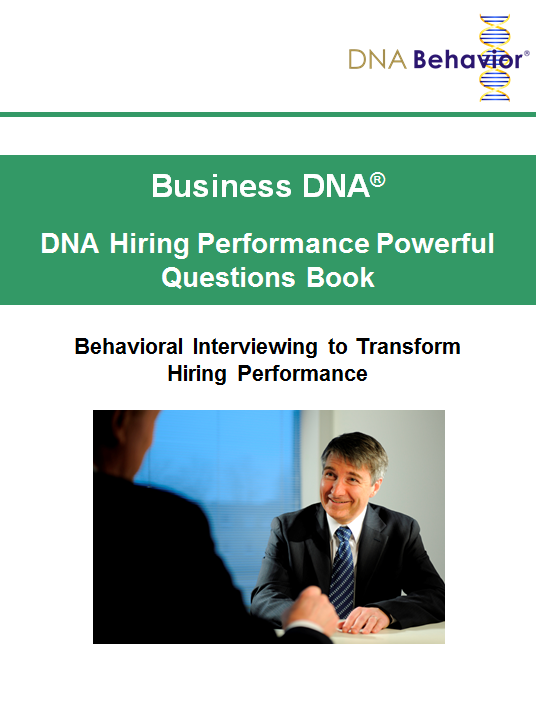 DNA Behavior®
Business DNA®
DNA Hiring Performance Powerful
Questions Book
Behavioral Interviewing to Transform
Hiring Performance